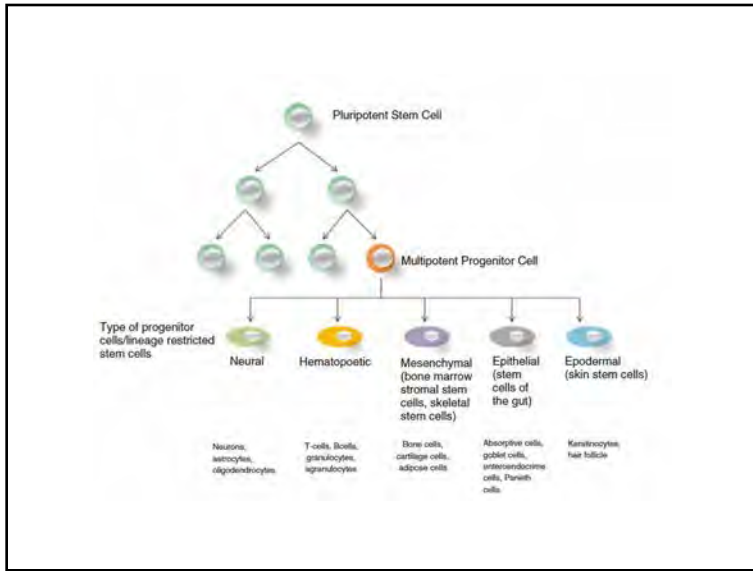 Pluripotent Stem Cell
Multipotent Progenitor Cell
Type of progenitor
cells/lineage restricted
stem cells
Neural
Hematopoetic
Mesenchymal
(bone marrow
stromal stem
cells, skeletal
stem cells)
Epithelial
(stem
cells of
the gut)
Epodermal
(skin stem cells)
Neurons,
astrocytes,
oligodendrocytes
T-cells, Bcells,
granulocytes,
agranulocytes
Bone cells,
cartilage cells,
adipose cells
Absorptive cells,
goblet cells,
enteroendocrime
cells, Panieth
cells
Keratinocytes,
hair follicle